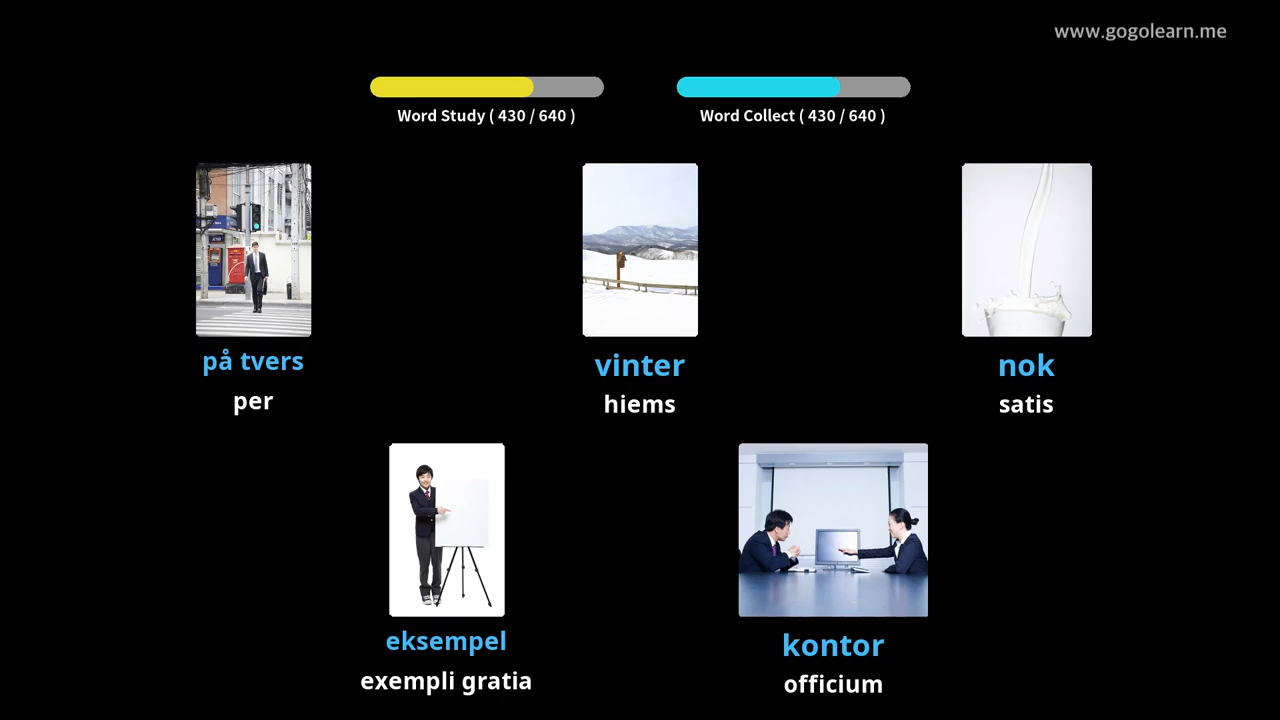 www.gogolearn.me
Word Study ( 430 / 640 )
Word Collect ( 430 / 640 )
på tvers
per
vinter
hiems
nok
satis
eksempel
exempli gratia
kontor
officium